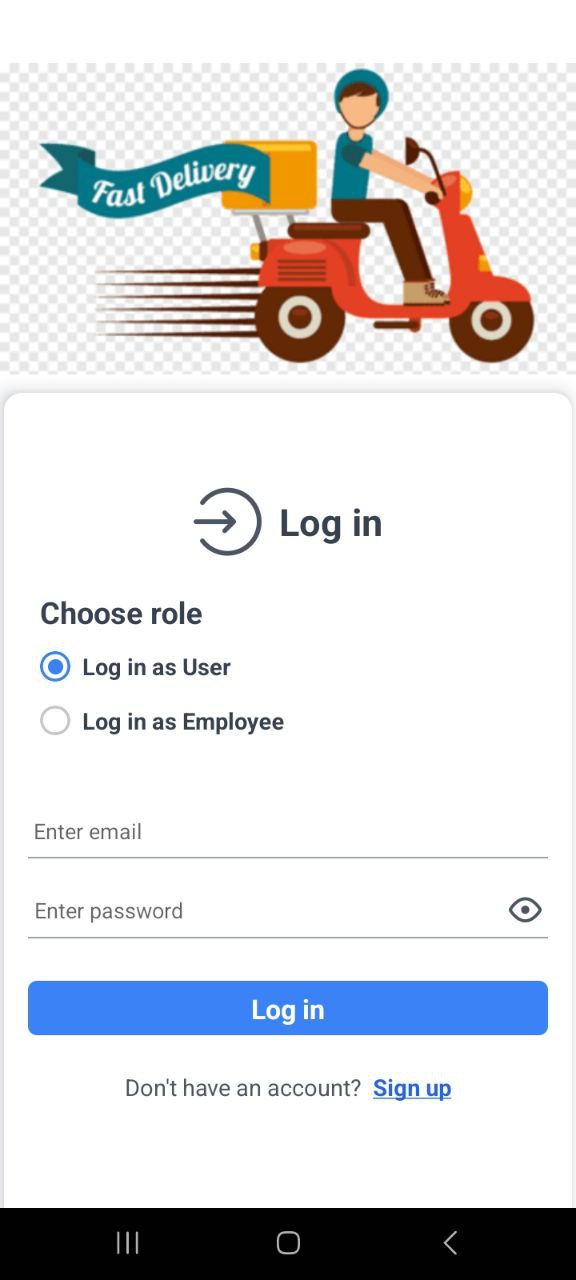 Fast Delivery
Log in
Choose role
Log in as User
Log in as Employee
Enter email
Enter password
Log in
Don't have an account? Sign up